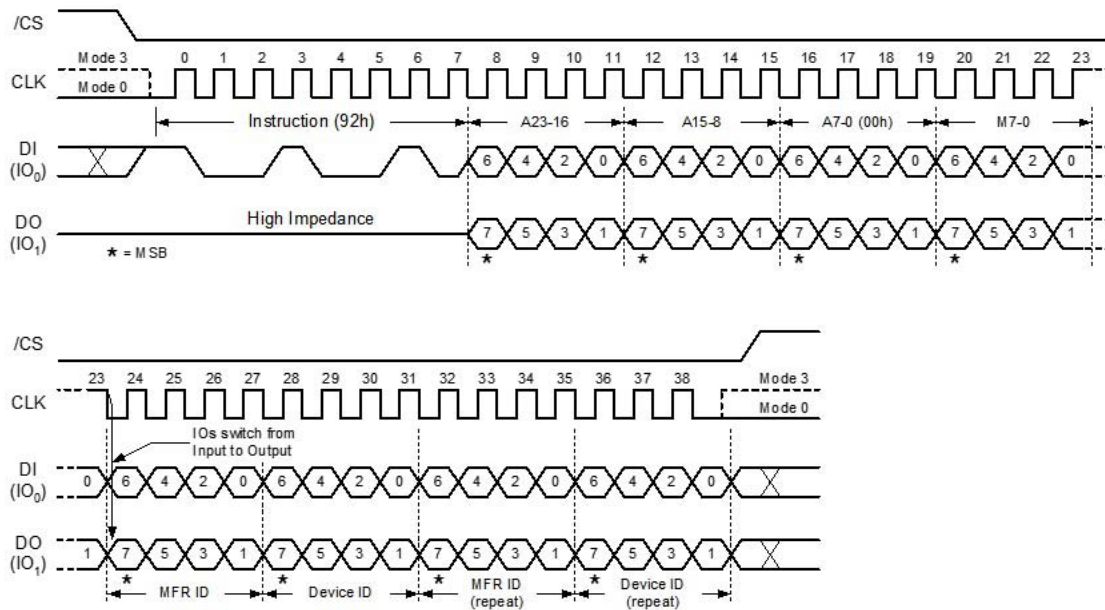 /CS
Mode 3 0 1 2 3 4 5 6 7 8 9 10 11 12 13 14 15 16 17 18 19 20 21 22 23
CLK Mode 0
Instruction (92h) A23-16 A15-8 A7-0 (00h) M7-0
DI
(IO0) 6 4 2 0 6 4 2 0 6 4 2 0 6 4 2 0
High Impedance
DO
(IO1) 7 5 3 1 7 5 3 1 7 5 3 1 7 5 3 1
* = MSB * * * *
/CS
23 24 25 26 27 28 29 30 31 32 33 34 35 36 37 38 Mode 3
CLK Mode 0
IOs switch from
Input to Output
DI
(IO0) 0 6 4 2 0 6 4 2 0 6 4 2 0 6 4 2 0
DO
(IO1) 1 7 5 3 1 7 5 3 1 7 5 3 1 7 5 3 1
* * * *
MFR ID Device ID MFR ID Device ID
(repeat) (repeat)